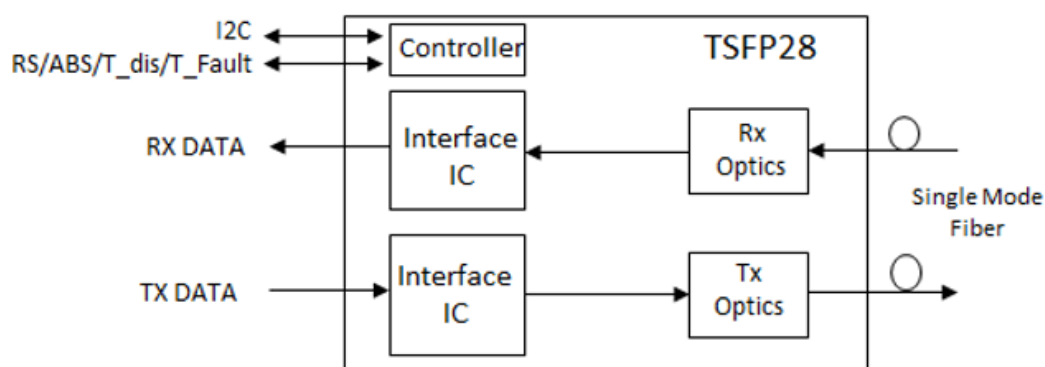 I2C
Controller
TSFP28
RS/ABS/T_dis/T_Fault
RX DATA
Interface
IC
Rx
Optics
Single Mode
Fiber
TX DATA
Interface
IC
Tx
Optics